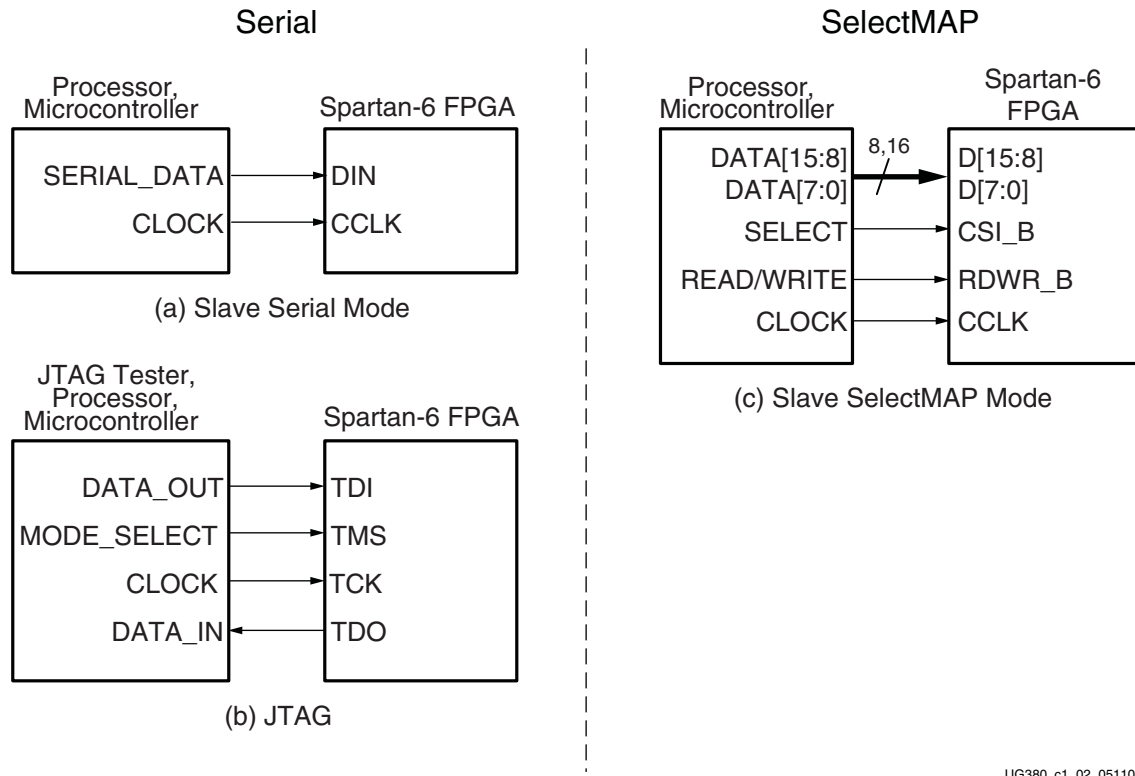 Serial
Processor,
Microcontroller
Spartan-6 FPGA
SERIAL_DATA
DIN
CLOCK
CCLK
(a) Slave Serial Mode
JTAG Tester,
Processor,
Microcontroller
Spartan-6 FPGA
DATA_OUT
TDI
MODE_SELECT
TMS
CLOCK
TCK
DATA_IN
TDO
(b) JTAG
SelectMAP
Processor,
Microcontroller
Spartan-6
FPGA
DATA[15:8]
8,16
D[15:8]
DATA[7:0]
D[7:0]
SELECT
CSI_B
READ/WRITE
RDWR_B
CLOCK
CCLK
(c) Slave SelectMAP Mode
UG380_c1_02_05110